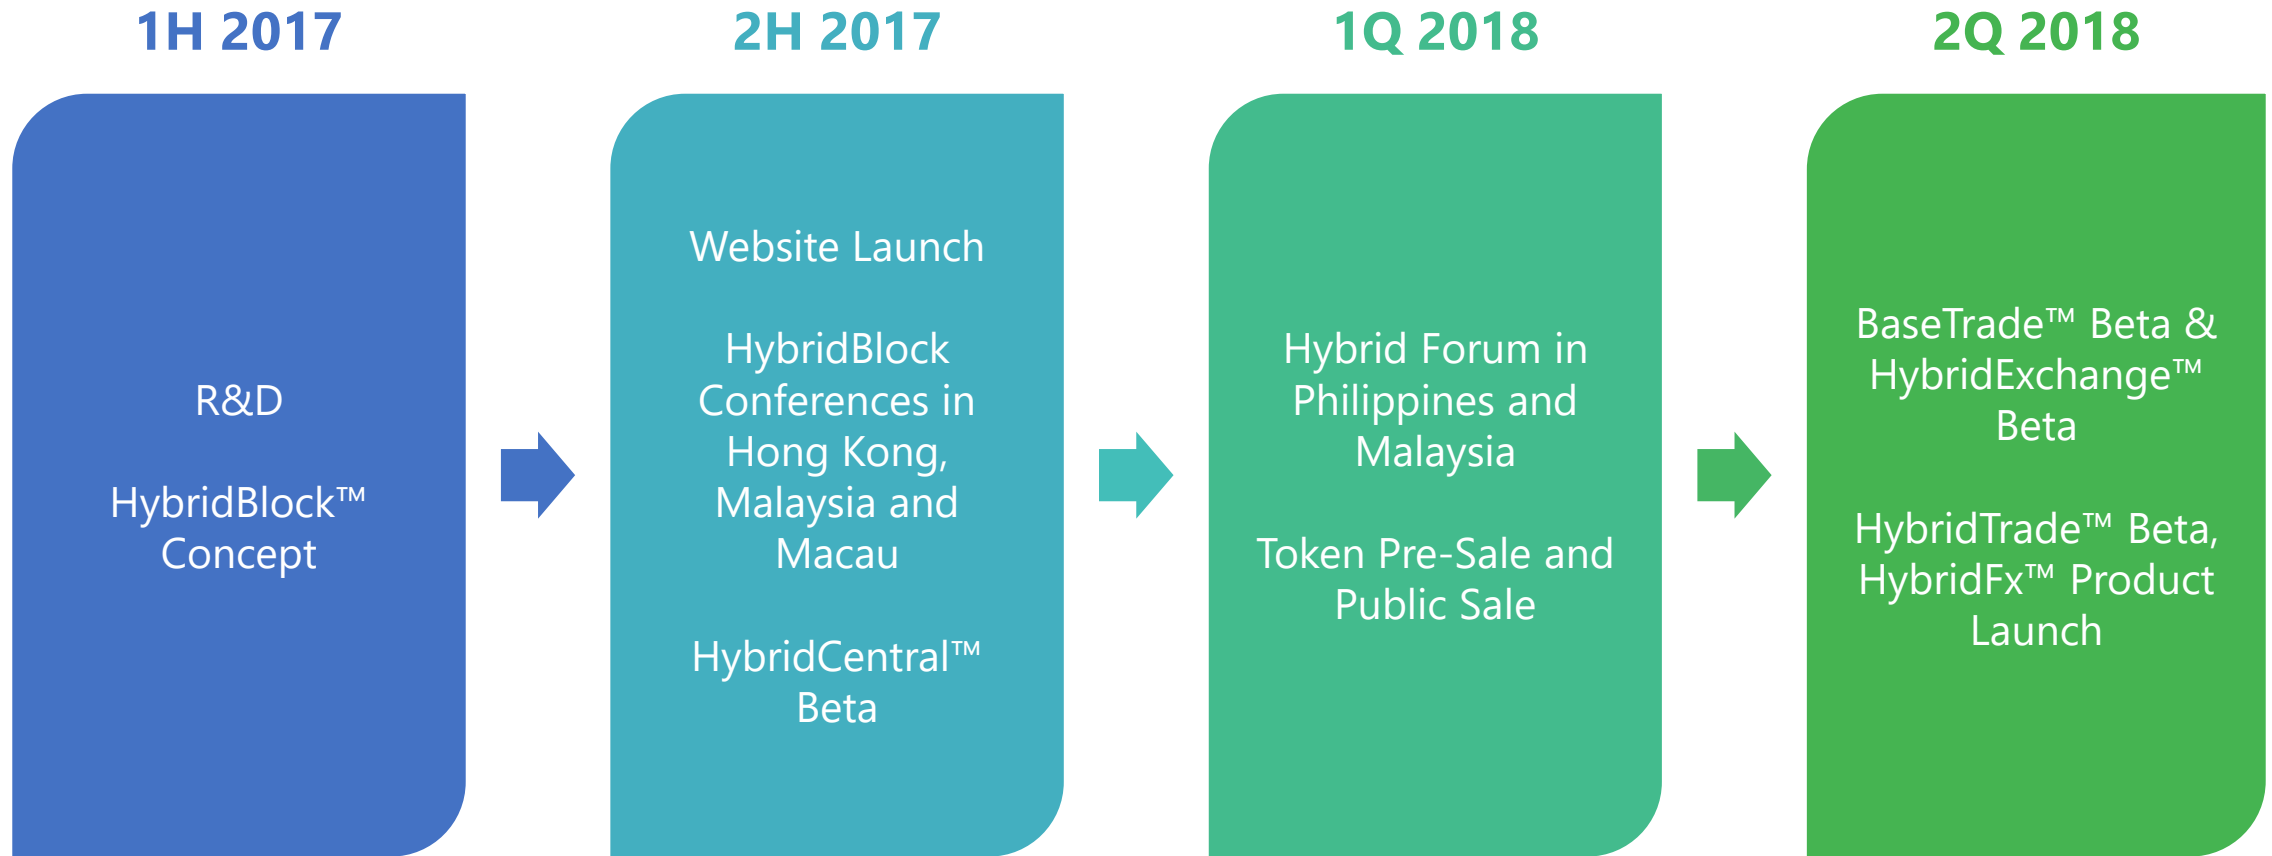 1H 2017
R&D
HybridBlock™
Concept
2H 2017
Website Launch
HybridBlock
Conferences in
Hong Kong,
Malaysia and
Macau
HybridCentral™
Beta
1Q 2018
Hybrid Forum in
Philippines and
Malaysia
Token Pre-Sale and
Public Sale
2Q 2018
BaseTrade™ Beta &
HybridExchange™
Beta
HybridTrade™ Beta,
HybridFx™ Product
Launch